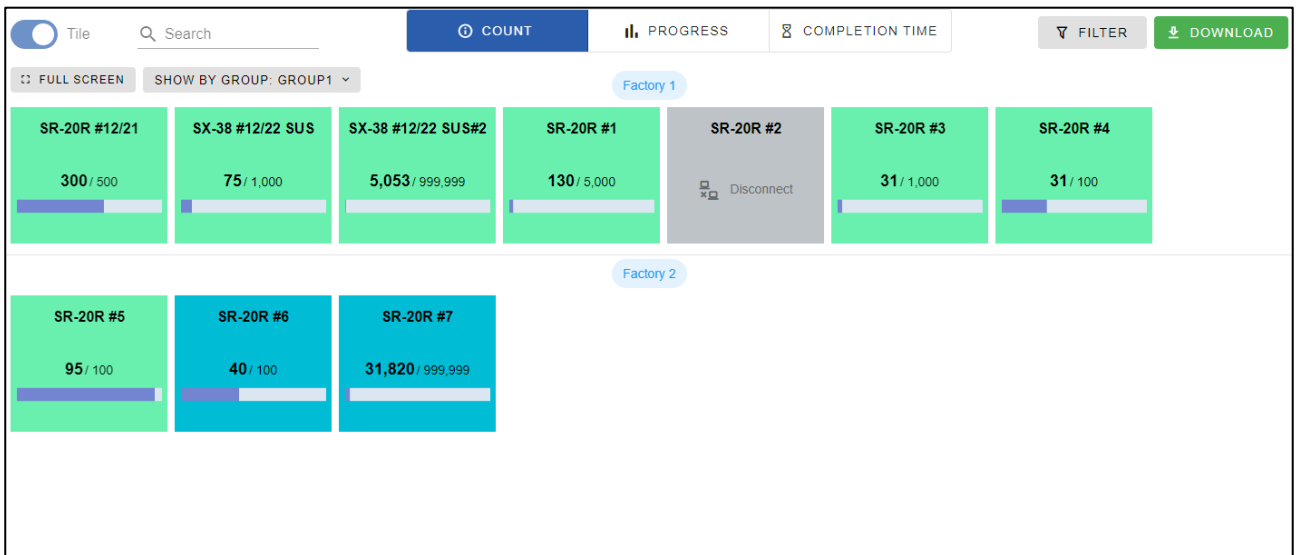 Tile
Search
COUNT
PROGRESS
COMPLETION TIME
FILTER
DOWNLOAD
FULL SCREEN
SHOW BY GROUP: GROUP1
Factory 1
SR-20R #12/21
300 / 500
SX-38 #12/22 SUS
75 / 1,000
SX-38 #12/22 SUS#2
5,053 / 999,999
SR-20R #1
130 / 5,000
SR-20R #2
Disconnect
SR-20R #3
31 / 1,000
SR-20R #4
31 / 100
Factory 2
SR-20R #5
95 / 100
SR-20R #6
40 / 100
SR-20R #7
31,820 / 999,999